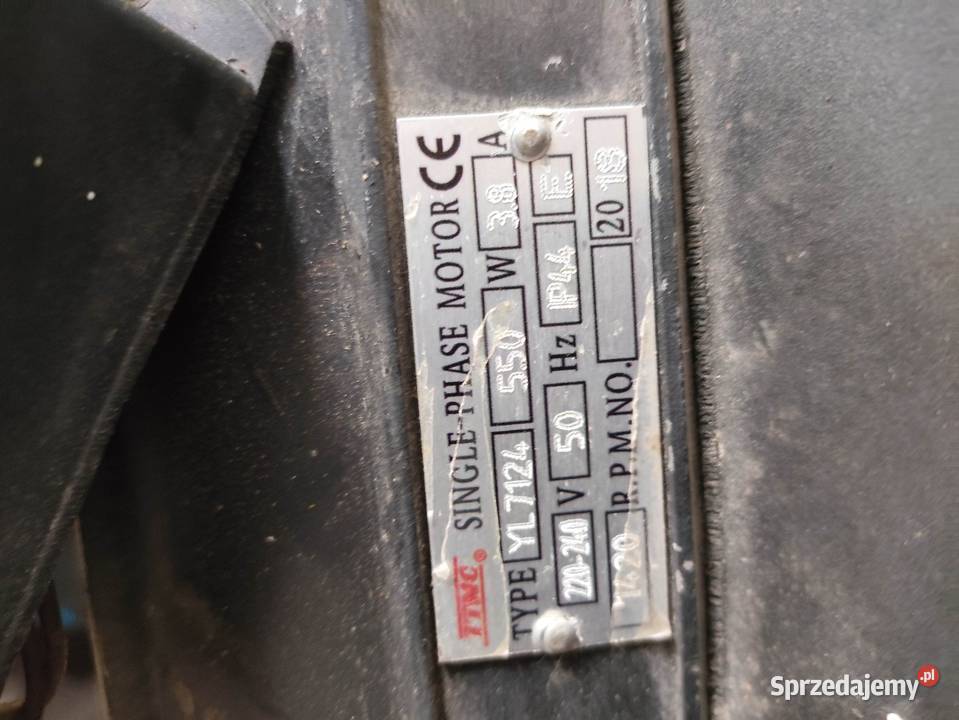 SINGLE-PHASE MOTOR CE
TYPE YL7124 550 W 3.8 A
220-240 V 50 Hz IP44 E
1420 R.P.M.NO. 2018
Sprzedajemy.pl